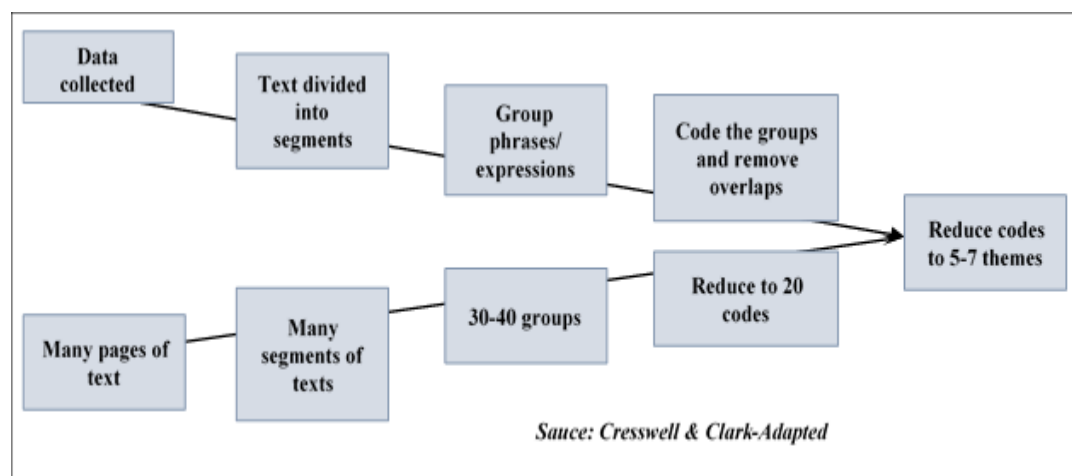 Data
collected
Text divided
into
segments
Group
phrases/
expressions
Code the groups
and remove
overlaps
Reduce codes
to 5-7 themes
Many pages of
text
Many
segments of
texts
30-40 groups
Reduce to 20
codes
Sauce: Cresswell & Clark-Adapted